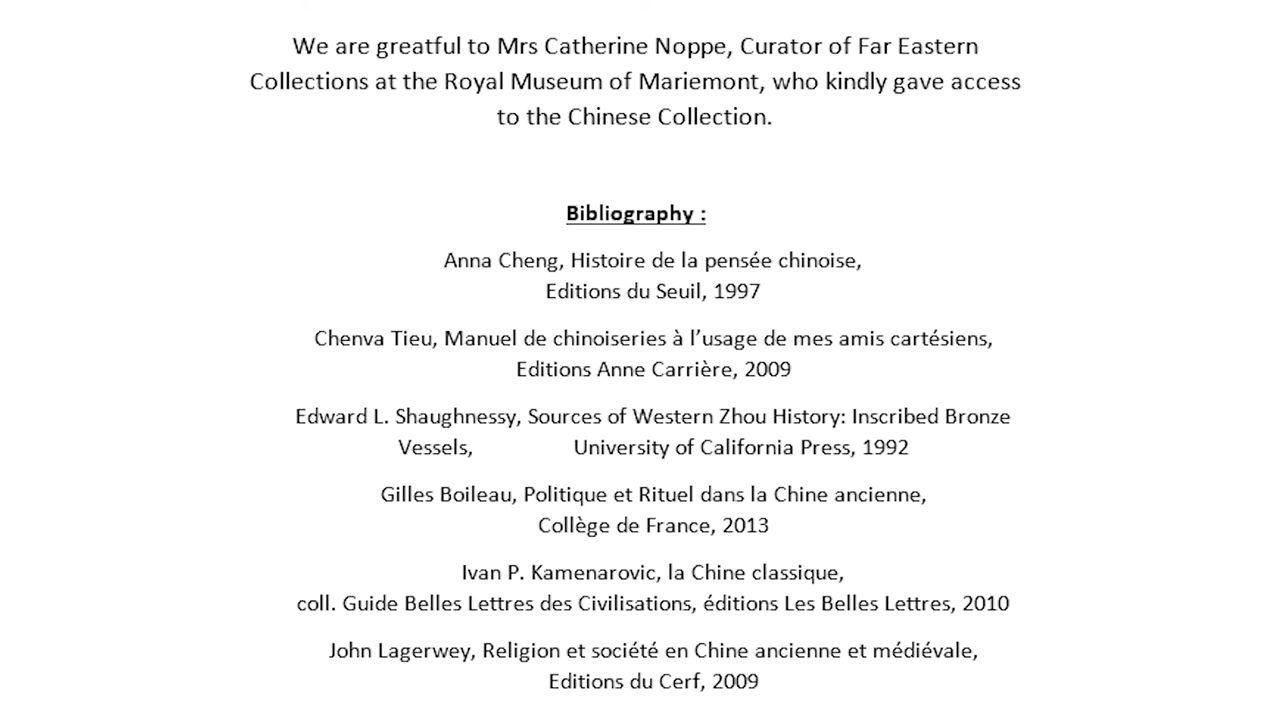 We are greatful to Mrs Catherine Noppe, Curator of Far Eastern
Collections at the Royal Museum of Mariemont, who kindly gave access
to the Chinese Collection.
Bibliography :
Anna Cheng, Histoire de la pensée chinoise,
Editions du Seuil, 1997
Chenva Tieu, Manuel de chinoiseries à l’usage de mes amis cartésiens,
Editions Anne Carrière, 2009
Edward L. Shaughnessy, Sources of Western Zhou History: Inscribed Bronze
Vessels, University of California Press, 1992
Gilles Boileau, Politique et Rituel dans la Chine ancienne,
Collège de France, 2013
Ivan P. Kamenarovic, la Chine classique,
coll. Guide Belles Lettres des Civilisations, éditions Les Belles Lettres, 2010
John Lagerwey, Religion et société en Chine ancienne et médiévale,
Editions du Cerf, 2009